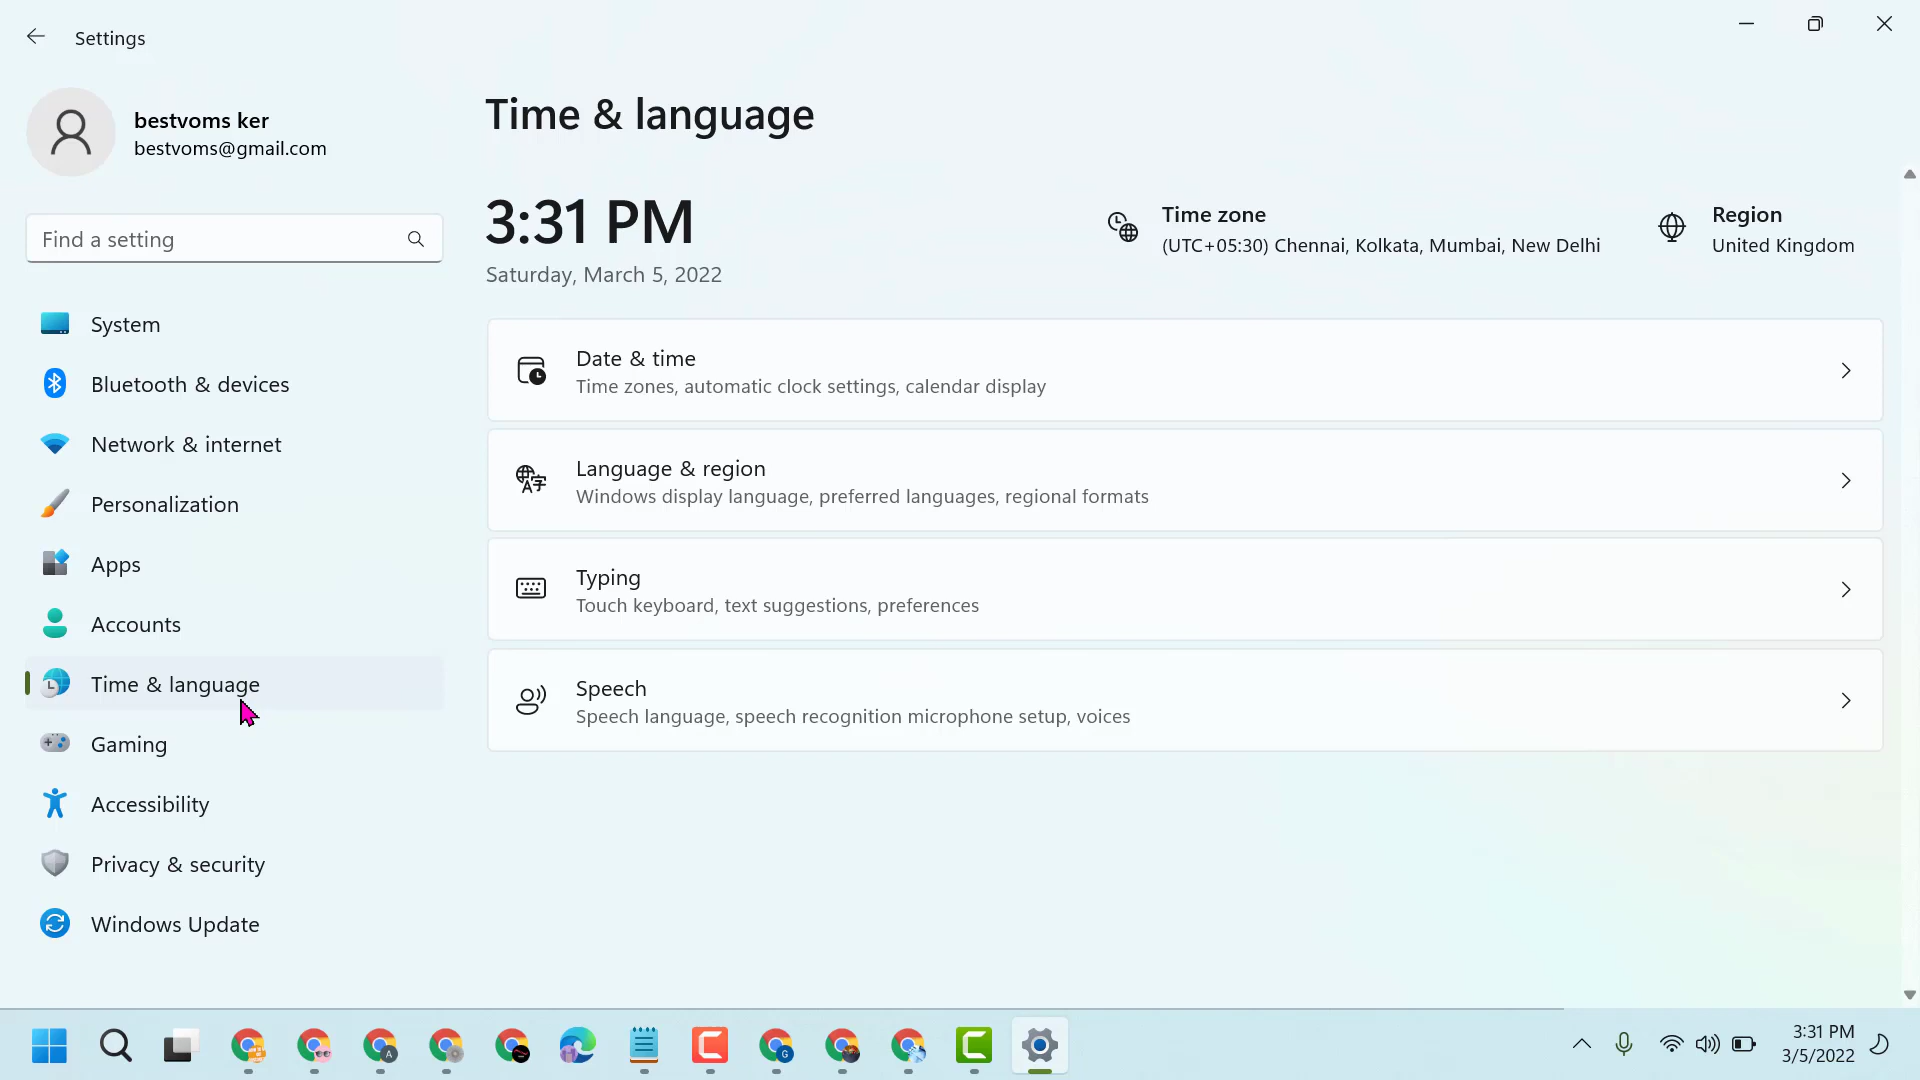 Settings
bestvoms ker
bestvoms@gmail.com
Find a setting
System
Bluetooth & devices
Network & internet
Personalization
Apps
Accounts
Time & language
Gaming
Accessibility
Privacy & security
Windows Update
Time & language
3:31 PM
Saturday, March 5, 2022
Time zone
(UTC+05:30) Chennai, Kolkata, Mumbai, New Delhi
Region
United Kingdom
Date & time
Time zones, automatic clock settings, calendar display
Language & region
Windows display language, preferred languages, regional formats
Typing
Touch keyboard, text suggestions, preferences
Speech
Speech language, speech recognition microphone setup, voices
A
G
3:31 PM
3/5/2022